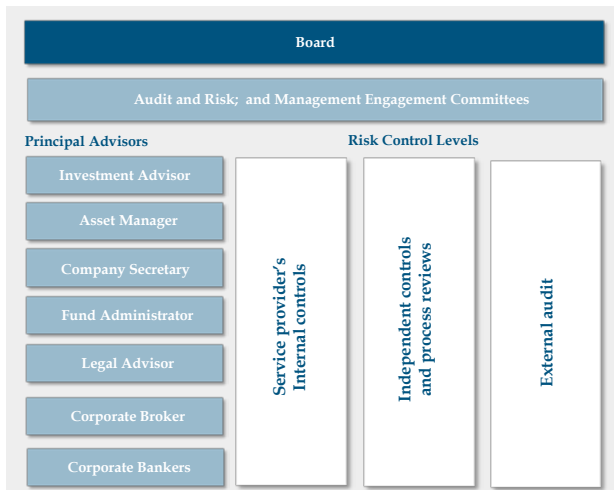 Board
Audit and Risk; and Management Engagement Committees
Principal Advisors
Risk Control Levels
Investment Advisor
Asset Manager
Company Secretary
Fund Administrator
Legal Advisor
Corporate Broker
Corporate Bankers
Service provider's
Internal controls
Independent controls
and process reviews
External audit